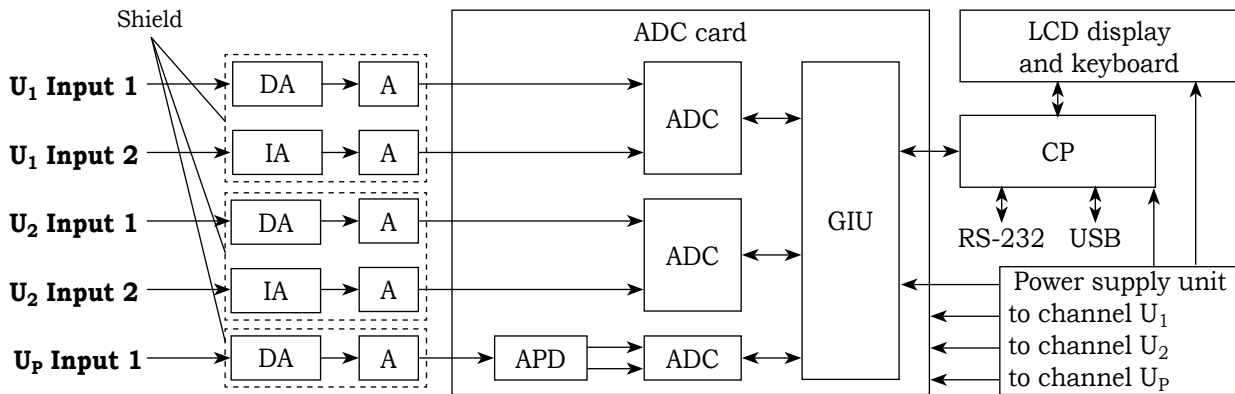 Shield
ADC card
LCD display
and keyboard
U₁ Input 1
DA
A
ADC
U₁ Input 2
IA
A
CP
U₂ Input 1
DA
A
ADC
GIU
RS-232
USB
U₂ Input 2
IA
A
Power supply unit
to channel U₁
to channel U₂
to channel Uₚ
Uₚ Input 1
DA
A
APD
ADC